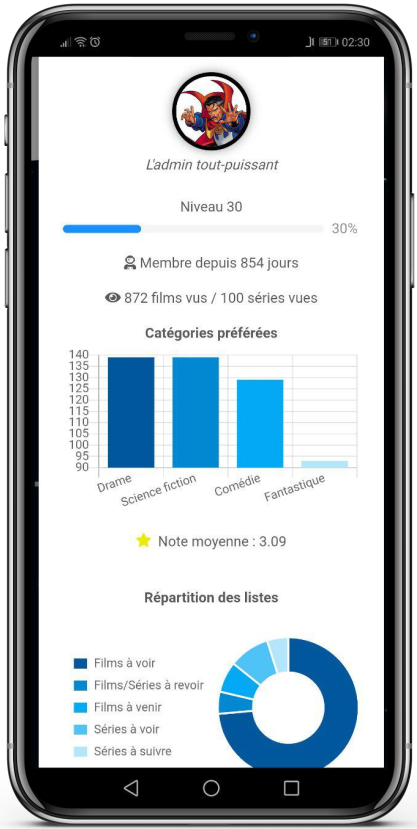 51 02:30
L'admin tout-puissant
Niveau 30
30%
Membre depuis 854 jours
872 films vus / 100 séries vues
Catégories préférées
140
135
130
125
120
115
110
105
100
95
90
Drame
Science fiction
Comédie
Fantastique
Note moyenne : 3.09
Répartition des listes
Films à voir
Films/Séries à revoir
Films à venir
Séries à voir
Séries à suivre